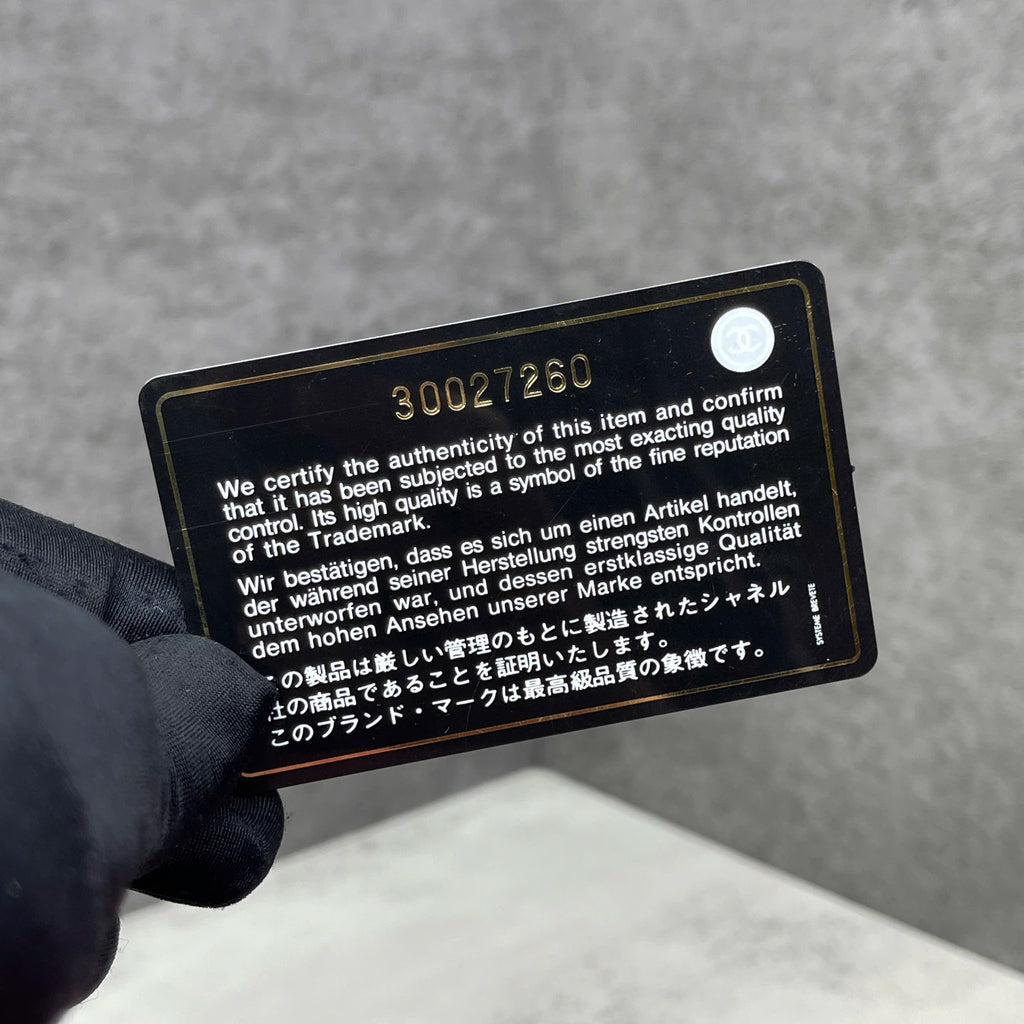 30027260
We certify the authenticity of this item and confirm
that it has been subjected to the most exacting quality
control. Its high quality is a symbol of the fine reputation
of the Trademark.
Wir bestätigen, dass es sich um einen Artikel handelt,
der während seiner Herstellung strengsten Kontrollen
unterworfen war, und dessen erstklassige Qualität
dem hohen Ansehen unserer Marke entspricht.
この製品は厳しい管理のもとに製造されたシャネル
社の商品であることを証明いたします。
このブランド・マークは最高級品質の象徴です。
SYSTEME BREVETE